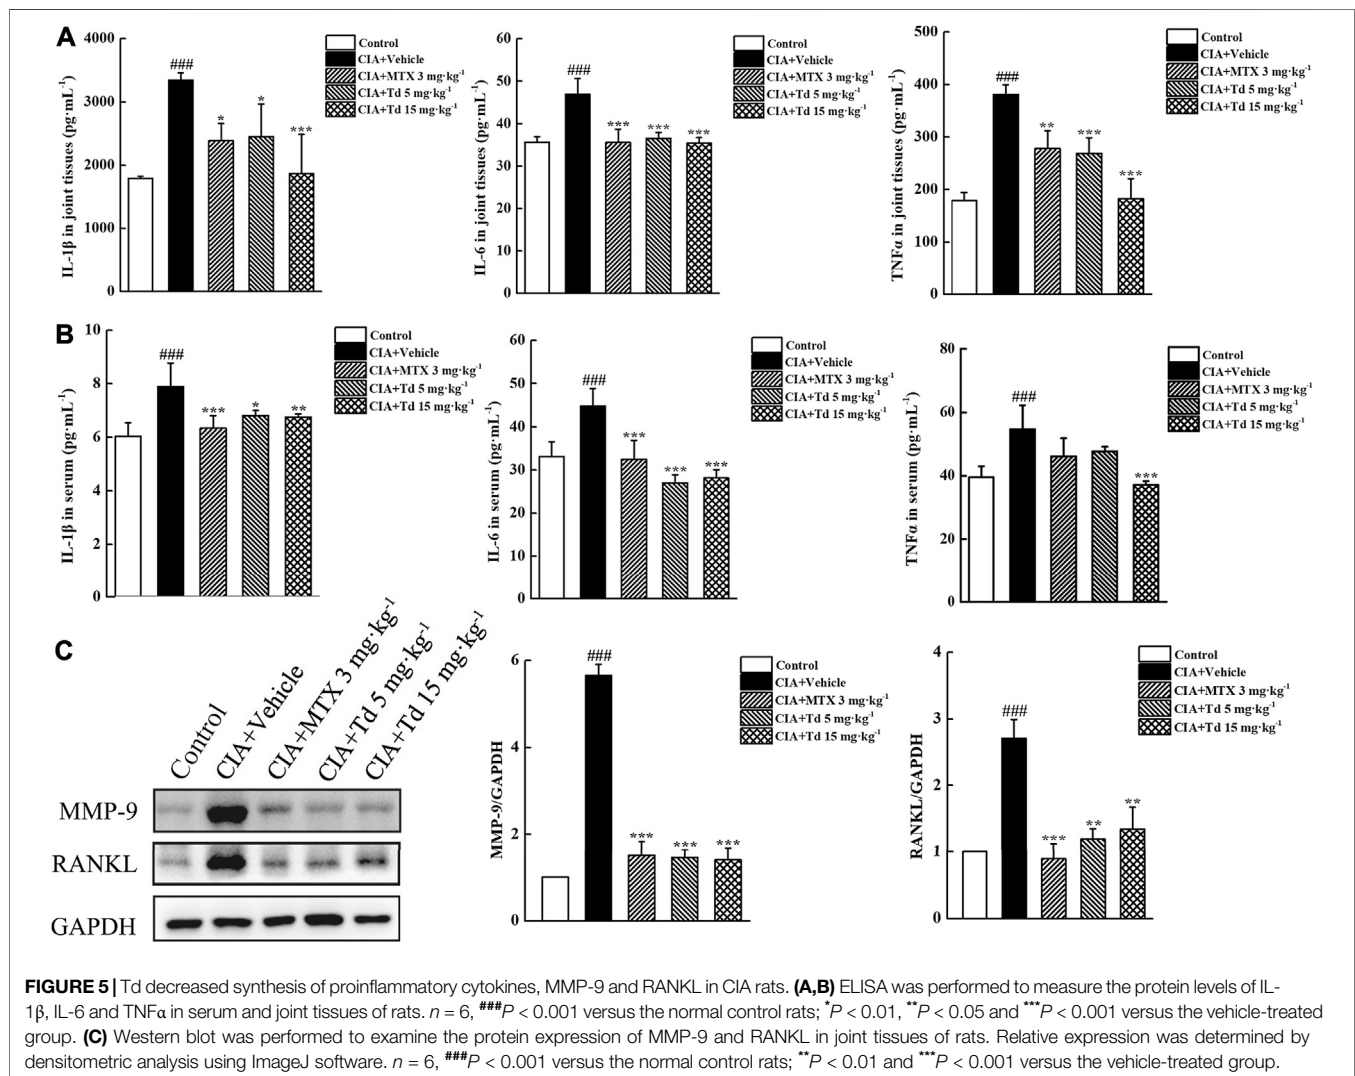 A
4000
3000
2000
1000
0
IL-1β in joint tissues (pg·mL⁻¹)
###
*
*
***
Control
CIA+Vehicle
CIA+MTX 3 mg·kg⁻¹
CIA+Td 5 mg·kg⁻¹
CIA+Td 15 mg·kg⁻¹
60
50
40
30
20
10
0
IL-6 in joint tissues (pg·mL⁻¹)
###
***
***
***
Control
CIA+Vehicle
CIA+MTX 3 mg·kg⁻¹
CIA+Td 5 mg·kg⁻¹
CIA+Td 15 mg·kg⁻¹
500
400
300
200
100
0
TNFα in joint tissues (pg·mL⁻¹)
###
**
***
***
Control
CIA+Vehicle
CIA+MTX 3 mg·kg⁻¹
CIA+Td 5 mg·kg⁻¹
CIA+Td 15 mg·kg⁻¹
B
10
8
6
4
2
0
IL-1β in serum (pg·mL⁻¹)
###
***
*
**
Control
CIA+Vehicle
CIA+MTX 3 mg·kg⁻¹
CIA+Td 5 mg·kg⁻¹
CIA+Td 15 mg·kg⁻¹
60
50
40
30
20
10
0
IL-6 in serum (pg·mL⁻¹)
###
***
***
***
Control
CIA+Vehicle
CIA+MTX 3 mg·kg⁻¹
CIA+Td 5 mg·kg⁻¹
CIA+Td 15 mg·kg⁻¹
80
60
40
20
0
TNFα in serum (pg·mL⁻¹)
###
***
Control
CIA+Vehicle
CIA+MTX 3 mg·kg⁻¹
CIA+Td 5 mg·kg⁻¹
CIA+Td 15 mg·kg⁻¹
C
Control
CIA+Vehicle
CIA+MTX 3 mg·kg⁻¹
CIA+Td 5 mg·kg⁻¹
CIA+Td 15 mg·kg⁻¹
MMP-9
RANKL
GAPDH
6
4
2
0
MMP-9/GAPDH
###
***
***
***
Control
CIA+Vehicle
CIA+MTX 3 mg·kg⁻¹
CIA+Td 5 mg·kg⁻¹
CIA+Td 15 mg·kg⁻¹
4
3
2
1
0
RANKL/GAPDH
###
***
**
**
Control
CIA+Vehicle
CIA+MTX 3 mg·kg⁻¹
CIA+Td 5 mg·kg⁻¹
CIA+Td 15 mg·kg⁻¹
FIGURE 5 | Td decreased synthesis of proinflammatory cytokines, MMP-9 and RANKL in CIA rats. (A,B) ELISA was performed to measure the protein levels of IL-
1β, IL-6 and TNFα in serum and joint tissues of rats. n = 6, ###P < 0.001 versus the normal control rats; *P < 0.01, **P < 0.05 and ***P < 0.001 versus the vehicle-treated
group. (C) Western blot was performed to examine the protein expression of MMP-9 and RANKL in joint tissues of rats. Relative expression was determined by
densitometric analysis using ImageJ software. n = 6, ###P < 0.001 versus the normal control rats; **P < 0.01 and ***P < 0.001 versus the vehicle-treated group.